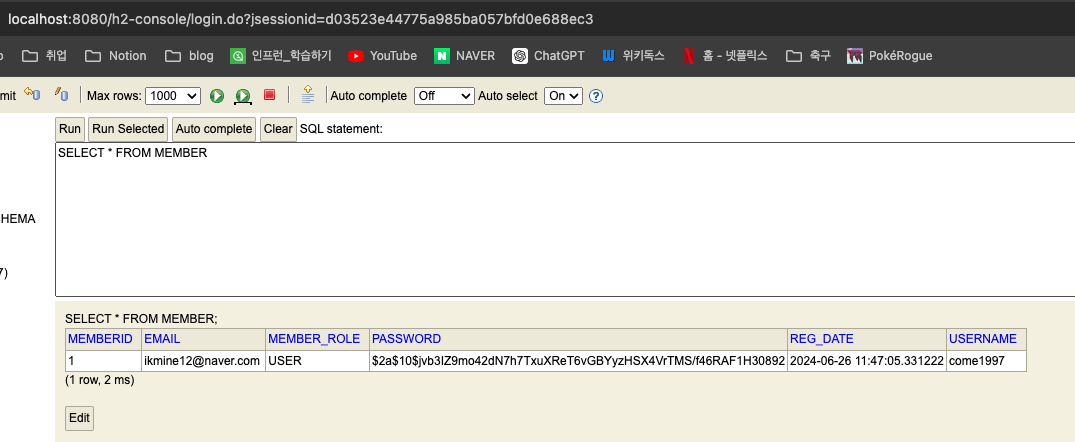 localhost:8080/h2-console/login.do?jsessionid=d03523e44775a985ba057bfd0e688ec3
취업 Notion blog 인프런_학습하기 YouTube NAVER ChatGPT 위키독스 홈 - 넷플릭스 축구 PokéRogue
mit Max rows: 1000 Auto complete Off Auto select On
Run Run Selected Auto complete Clear SQL statement:
SELECT * FROM MEMBER
HEMA
7)
SELECT * FROM MEMBER;
MEMBERID EMAIL MEMBER_ROLE PASSWORD REG_DATE USERNAME
1 ikmine12@naver.com USER $2a$10$jvb3IZ9mo42dN7h7TxuXReT6vGBYyzHSX4VrTMS/f46RAF1H30892 2024-06-26 11:47:05.331222 come1997
(1 row, 2 ms)
Edit